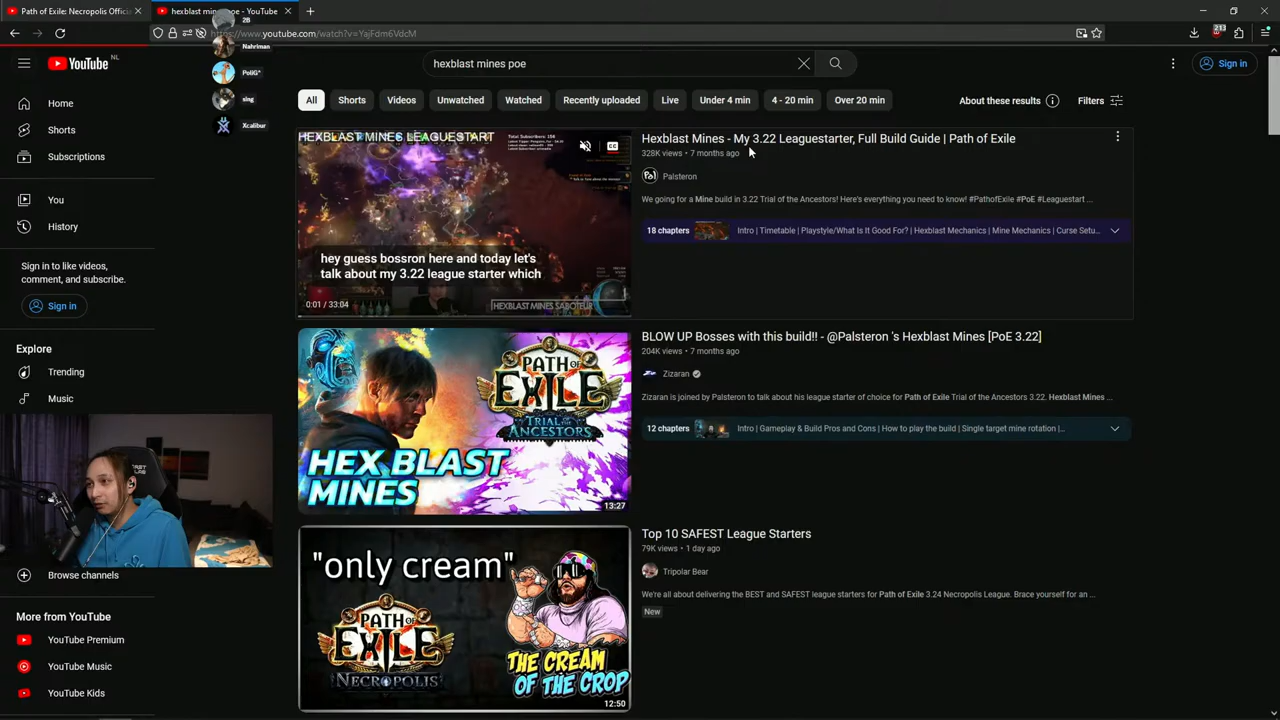 Path of Exile: Necropolis Offici
hexblast mines poe - YouTube
2B
https://www.youtube.com/watch?v=YajFdm6VdcM
213
Nahriman
YouTube
NL
hexblast mines poe
Sign in
PoliG*
sing
Xcalibur
All
Shorts
Videos
Unwatched
Watched
Recently uploaded
Live
Under 4 min
4 - 20 min
Over 20 min
About these results
Filters
Home
Shorts
Subscriptions
You
History
Sign in to like videos,
comment, and subscribe.
Sign in
Explore
Trending
Music
Browse channels
More from YouTube
YouTube Premium
YouTube Music
YouTube Kids
HEXBLAST MINES LEAGUESTART
CC
hey guess bossron here and today let's
talk about my 3.22 league starter which
0:01 / 33:04
HEXBLAST MINES SABOTEUR
Hexblast Mines - My 3.22 Leaguestarter, Full Build Guide | Path of Exile
328K views • 7 months ago
Palsteron
We going for a Mine build in 3.22 Trial of the Ancestors! Here's everything you need to know! #PathofExile #PoE #Leaguestart ...
18 chapters
Intro | Timetable | Playstyle/What Is It Good For? | Hexblast Mechanics | Mine Mechanics | Curse Setu...
PATH OF EXILE
TRIAL OF THE ANCESTORS
HEX BLAST
MINES
13:27
BLOW UP Bosses with this build!! - @Palsteron 's Hexblast Mines [PoE 3.22]
204K views • 7 months ago
Zizaran
Zizaran is joined by Palsteron to talk about his league starter of choice for Path of Exile Trial of the Ancestors 3.22. Hexblast Mines ...
12 chapters
Intro | Gameplay & Build Pros and Cons | How to play the build | Single target mine rotation |...
"only cream"
PATH OF EXILE
NECROPOLIS
THE CREAM
OF THE CROP
12:50
Top 10 SAFEST League Starters
79K views • 1 day ago
Tripolar Bear
We're all about delivering the BEST and SAFEST league starters for Path of Exile 3.24 Necropolis League. Brace yourself for an ...
New